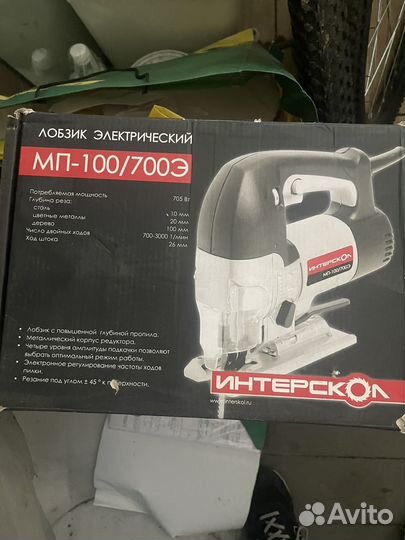 ЛОБЗИК ЭЛЕКТРИЧЕСКИЙ
МП-100/700Э
Потребляемая мощность 705 Вт
Глубина реза:
сталь 10 мм
цветные металлы 20 мм
дерево 100 мм
Число двойных ходов 700-3000 1/мин
Ход штока 26 мм
ИНТЕРСКОЛ
МП-100/700Э
• Лобзик с повышенной глубиной пропила.
• Металлический корпус редуктора.
• Четыре уровня амплитуды подкачки позволяют
выбрать оптимальный режим работы.
• Электронное регулирование частоты ходов
пилки.
• Резание под углом ± 45° к поверхности.
ИНТЕРСКОЛ
www.interskol.ru
Avito